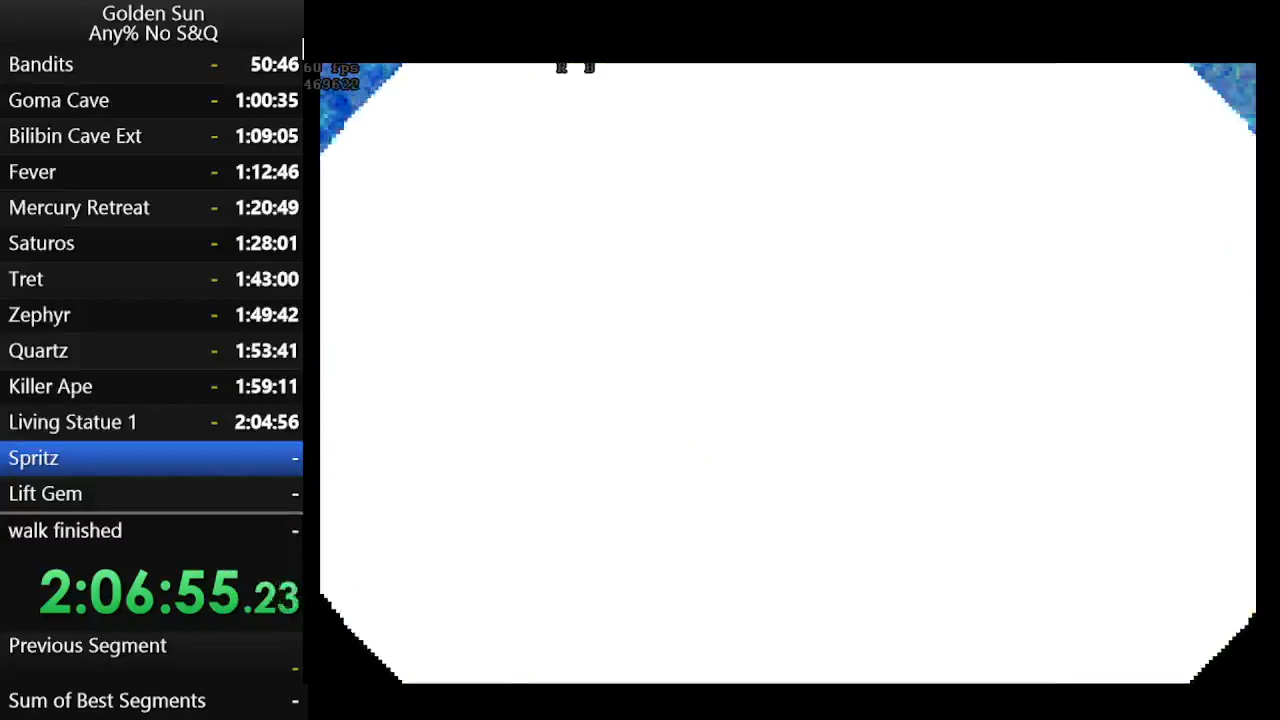 Golden Sun
Any% No S&Q
Bandits - 50:46
Goma Cave - 1:00:35
Bilibin Cave Ext - 1:09:05
Fever - 1:12:46
Mercury Retreat - 1:20:49
Saturos - 1:28:01
Tret - 1:43:00
Zephyr - 1:49:42
Quartz - 1:53:41
Killer Ape - 1:59:11
Living Statue 1 - 2:04:56
Spritz -
Lift Gem -
walk finished -
2:06:55.23
Previous Segment
-
Sum of Best Segments -
60 fps
469622